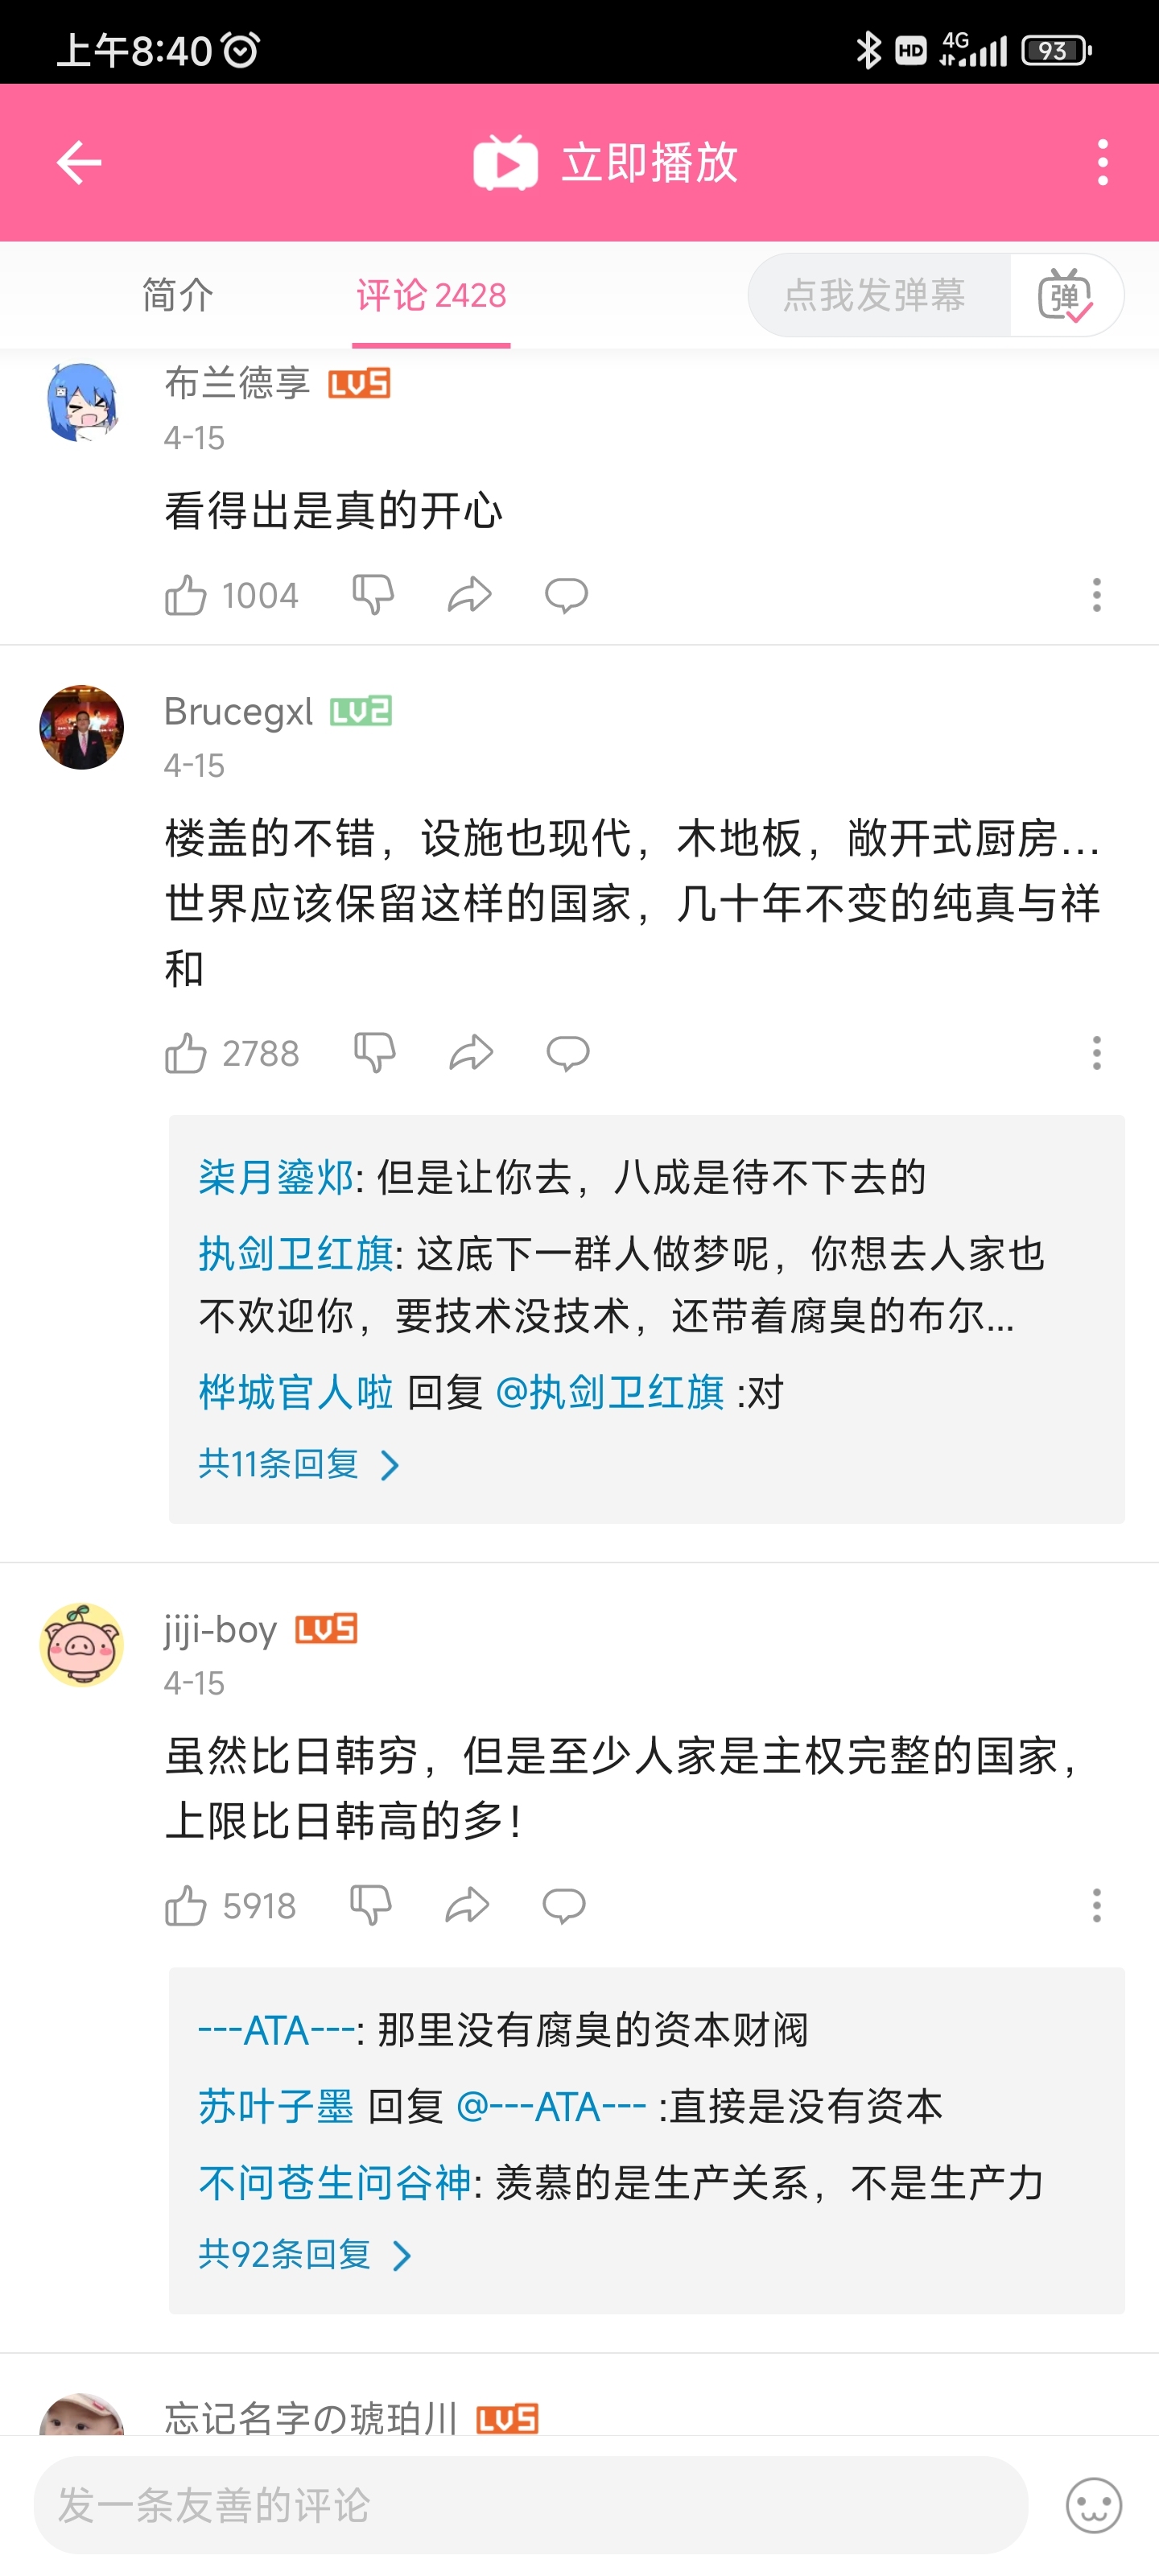 上午8:40
HD 4G 93
立即播放
简介 评论 2428 点我发弹幕 弹
布兰德享 LV5
4-15
看得出是真的开心
1004
Brucegxl LV2
4-15
楼盖的不错，设施也现代，木地板，敞开式厨房…
世界应该保留这样的国家，几十年不变的纯真与祥
和
2788
柒月鎏邩: 但是让你去，八成是待不下去的
执剑卫红旗: 这底下一群人做梦呢，你想去人家也
不欢迎你，要技术没技术，还带着腐臭的布尔...
桦城官人啦 回复 @执剑卫红旗 :对
共11条回复
jiji-boy LV5
4-15
虽然比日韩穷，但是至少人家是主权完整的国家，
上限比日韩高的多！
5918
---ATA---: 那里没有腐臭的资本财阀
苏叶子墨 回复 @---ATA--- :直接是没有资本
不问苍生问谷神: 羡慕的是生产关系，不是生产力
共92条回复
忘记名字の琥珀川 LV5
发一条友善的评论